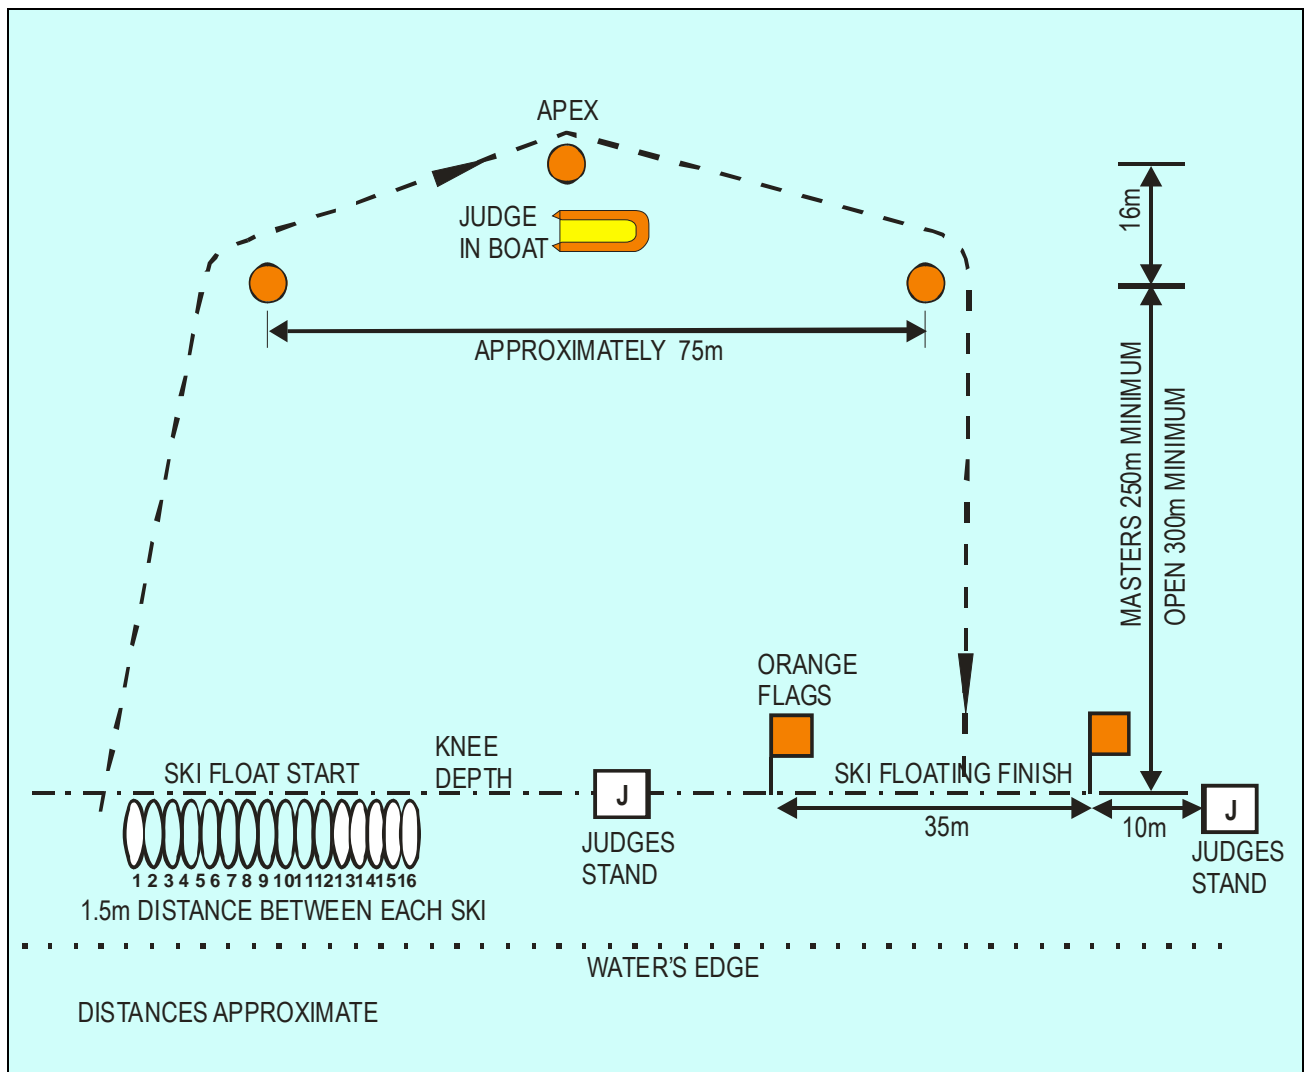 APEX
JUDGE
IN BOAT
16m
APPROXIMATELY 75m
MASTERS 250m MINIMUM
OPEN 300m MINIMUM
ORANGE
FLAGS
KNEE
DEPTH
SKI FLOAT START
SKI FLOATING FINISH
J
JUDGES
STAND
35m
10m
J
JUDGES
STAND
1 2 3 4 5 6 7 8 9 10 11 12 13 14 15 16
1.5m DISTANCE BETWEEN EACH SKI
WATER'S EDGE
DISTANCES APPROXIMATE